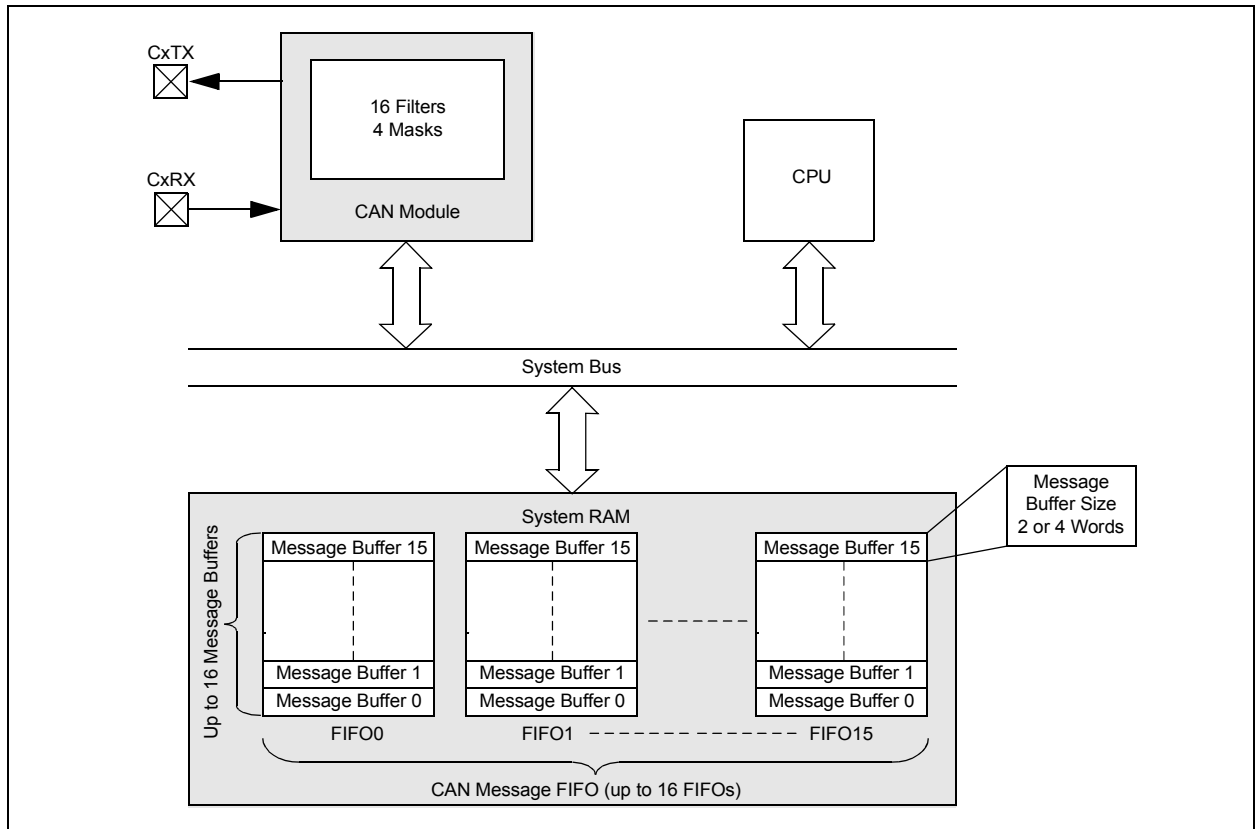 CxTX
16 Filters
4 Masks
CxRX
CAN Module
CPU
System Bus
Message
Buffer Size
2 or 4 Words
System RAM
Up to 16 Message Buffers
Message Buffer 15
Message Buffer 15
Message Buffer 15
Message Buffer 1
Message Buffer 1
Message Buffer 1
Message Buffer 0
Message Buffer 0
Message Buffer 0
FIFO0
FIFO1
FIFO15
CAN Message FIFO (up to 16 FIFOs)